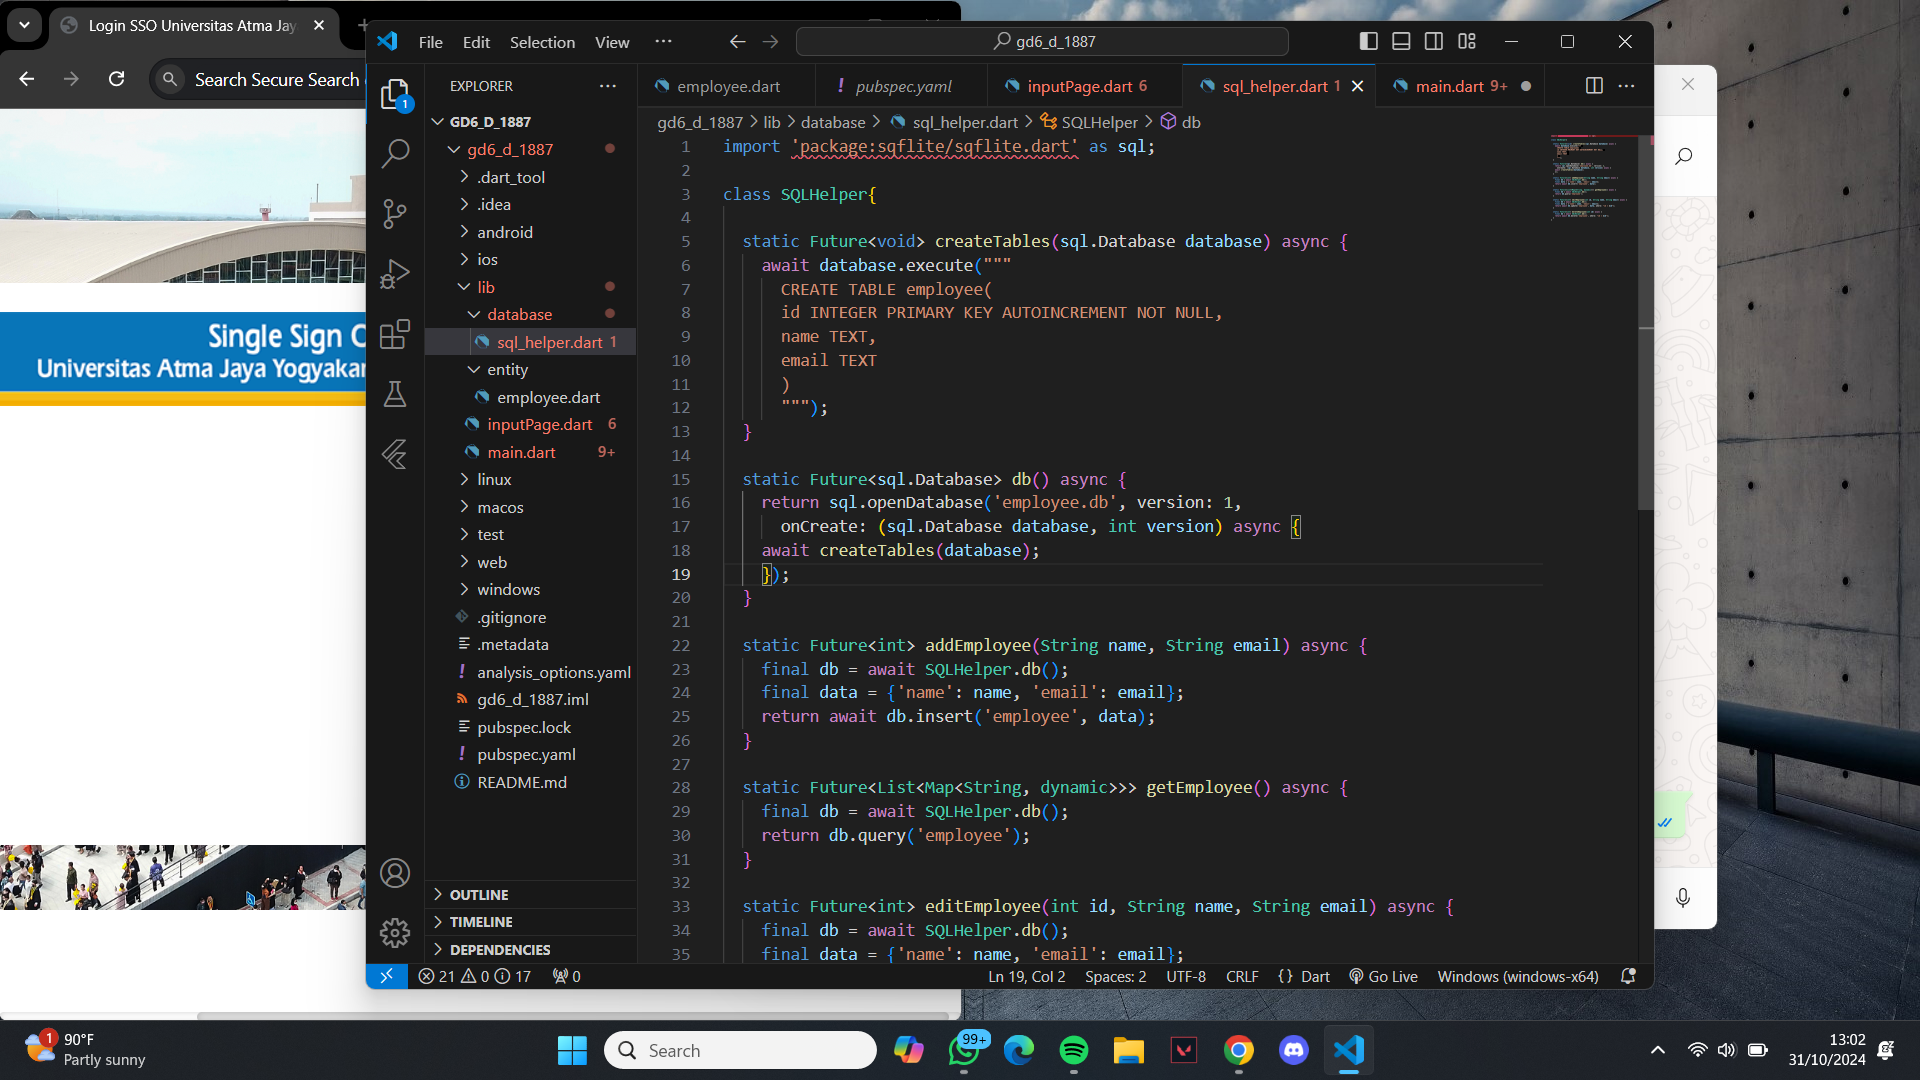 Login SSO Universitas Atma Jay
Search Secure Search
Single Sign O
Universitas Atma Jaya Yogyakar
File Edit Selection View ···
gd6_d_1887
EXPLORER
GD6_D_1887
gd6_d_1887
.dart_tool
.idea
android
ios
lib
database
sql_helper.dart 1
entity
employee.dart
inputPage.dart 6
main.dart 9+
linux
macos
test
web
windows
.gitignore
.metadata
analysis_options.yaml
gd6_d_1887.iml
pubspec.lock
pubspec.yaml
README.md
OUTLINE
TIMELINE
DEPENDENCIES
1
employee.dart
! pubspec.yaml
inputPage.dart 6
sql_helper.dart 1
main.dart 9+
gd6_d_1887 > lib > database > sql_helper.dart > SQLHelper > db
1 import 'package:sqflite/sqflite.dart' as sql;
2
3 class SQLHelper{
4
5 static Future<void> createTables(sql.Database database) async {
6 await database.execute("""
7 CREATE TABLE employee(
8 id INTEGER PRIMARY KEY AUTOINCREMENT NOT NULL,
9 name TEXT,
10 email TEXT
11 )
12 """);
13 }
14
15 static Future<sql.Database> db() async {
16 return sql.openDatabase('employee.db', version: 1,
17 onCreate: (sql.Database database, int version) async {
18 await createTables(database);
19 });
20 }
21
22 static Future<int> addEmployee(String name, String email) async {
23 final db = await SQLHelper.db();
24 final data = {'name': name, 'email': email};
25 return await db.insert('employee', data);
26 }
27
28 static Future<List<Map<String, dynamic>>> getEmployee() async {
29 final db = await SQLHelper.db();
30 return db.query('employee');
31 }
32
33 static Future<int> editEmployee(int id, String name, String email) async {
34 final db = await SQLHelper.db();
35 final data = {'name': name, 'email': email};
21 0 17 0
Ln 19, Col 2 Spaces: 2 UTF-8 CRLF {} Dart Go Live Windows (windows-x64)
1
90°F
Partly sunny
Search
99+
13:02
31/10/2024